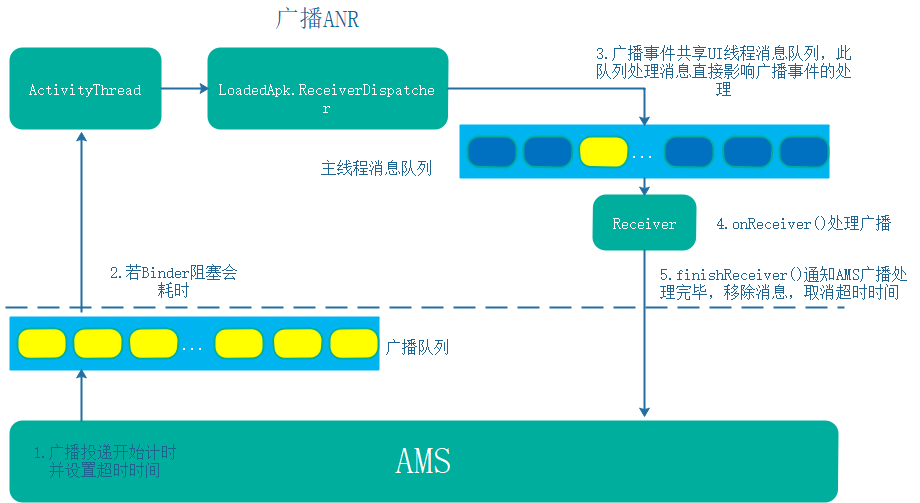 广播ANR
3.广播事件共享UI线程消息队列，此
队列处理消息直接影响广播事件的处
理
ActivityThread
LoadedApk.ReceiverDispatche
r
...
主线程消息队列
Receiver
4.onReceiver()处理广播
2.若Binder阻塞会
耗时
5.finishReceiver()通知AMS广播处
理完毕，移除消息，取消超时时间
...
广播队列
1.广播投递开始计时
并设置超时时间
AMS